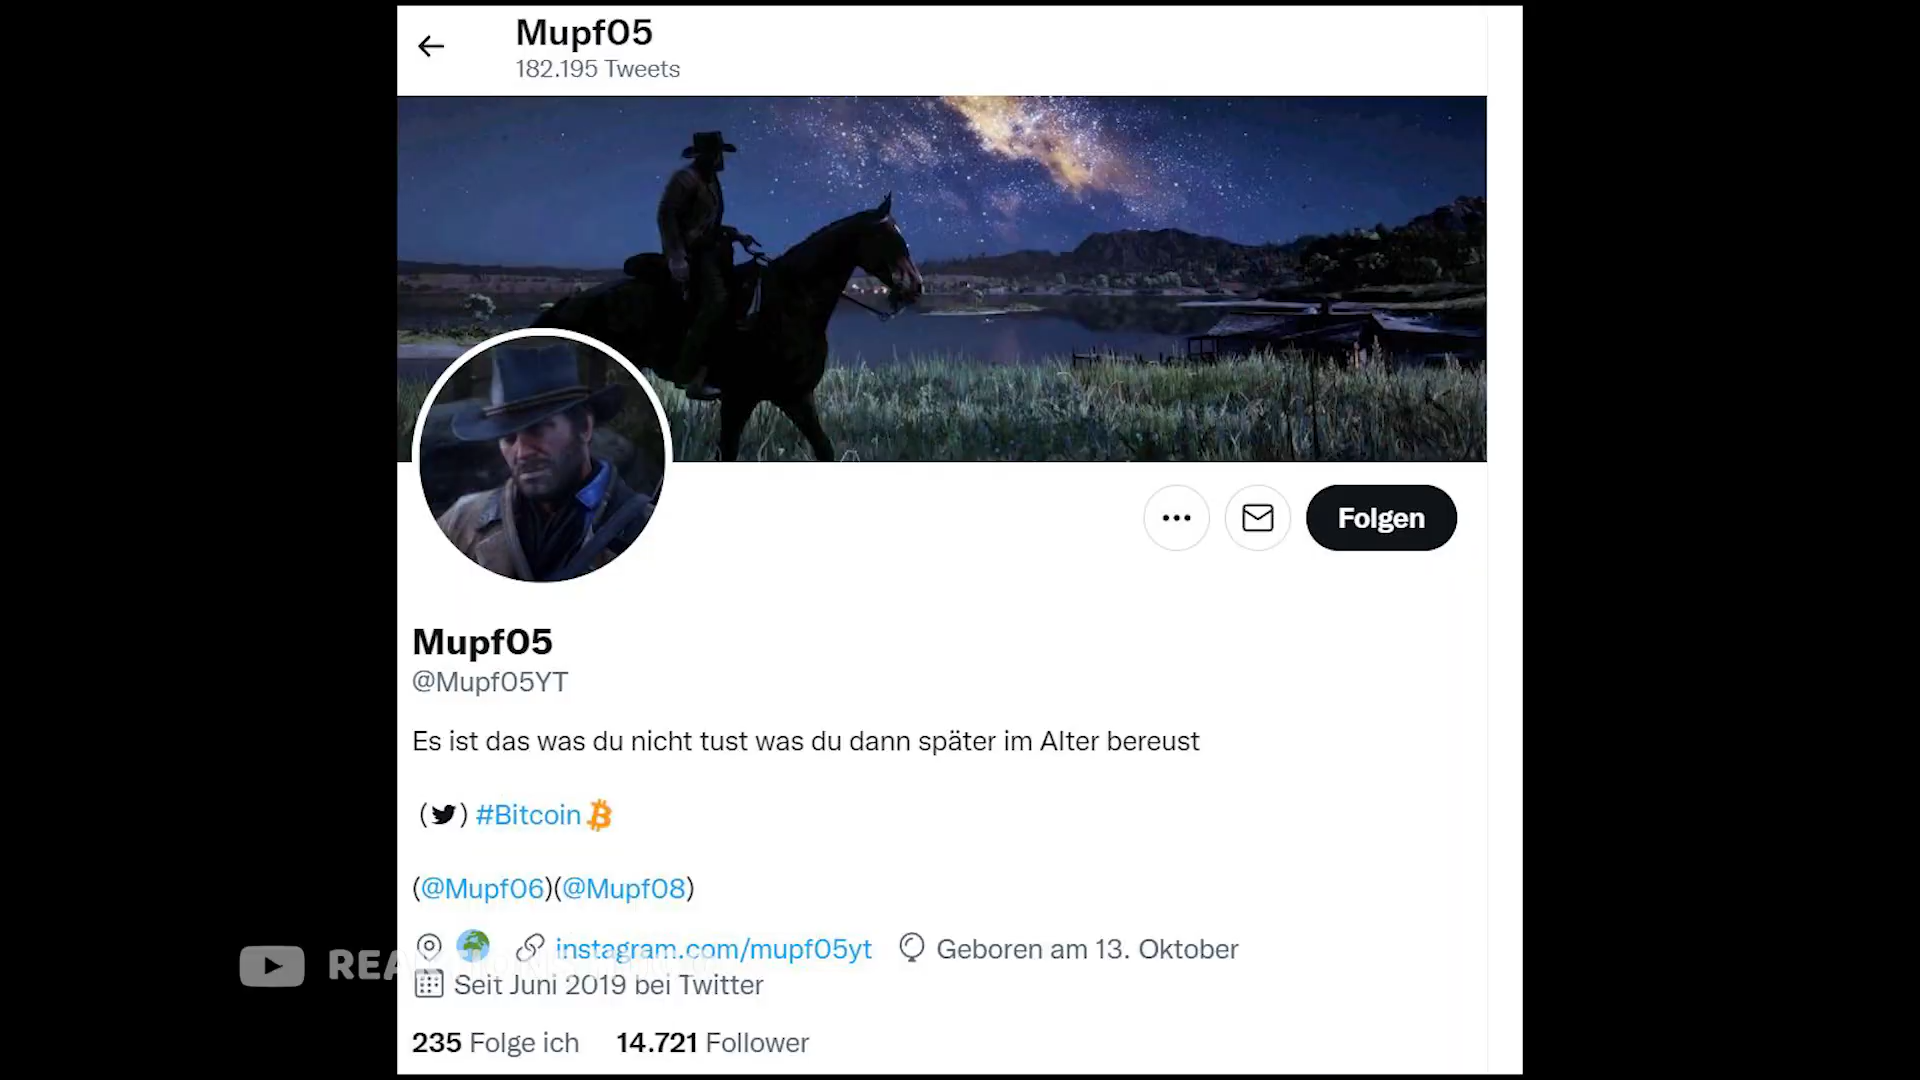 Mupf05
182.195 Tweets
Folgen
Mupf05
@Mupf05YT
Es ist das was du nicht tust was du dann später im Alter bereust
() #Bitcoin
(@Mupf06)(@Mupf08)
instagram.com/mupf05yt Geboren am 13. Oktober
Seit Juni 2019 bei Twitter
235 Folge ich 14.721 Follower